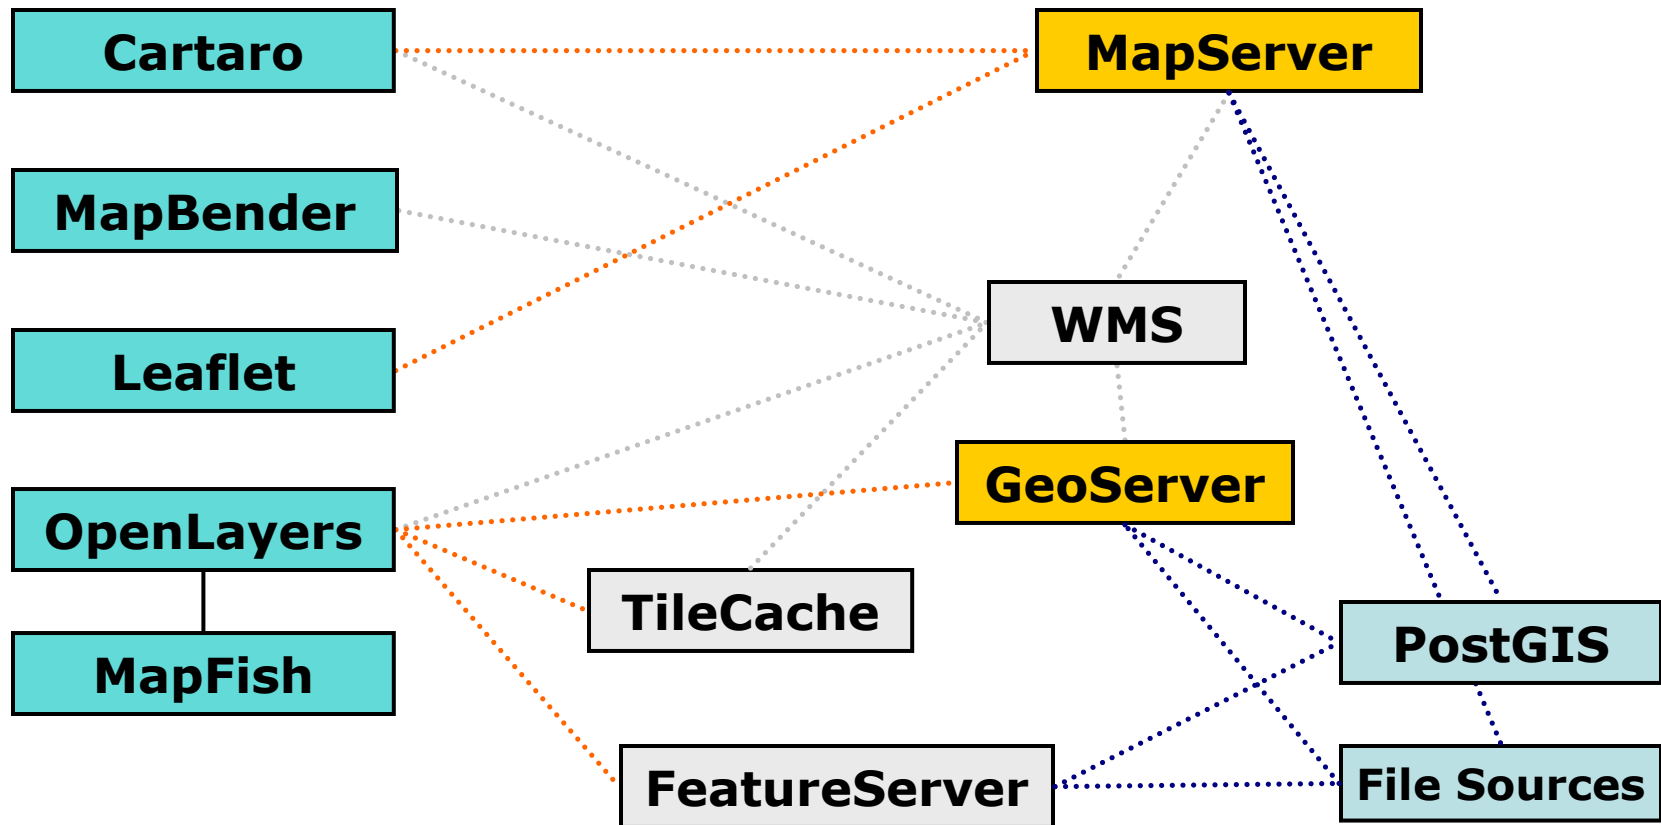 Cartaro
MapServer
MapBender
WMS
Leaflet
GeoServer
OpenLayers
TileCache
PostGIS
MapFish
FeatureServer
File Sources